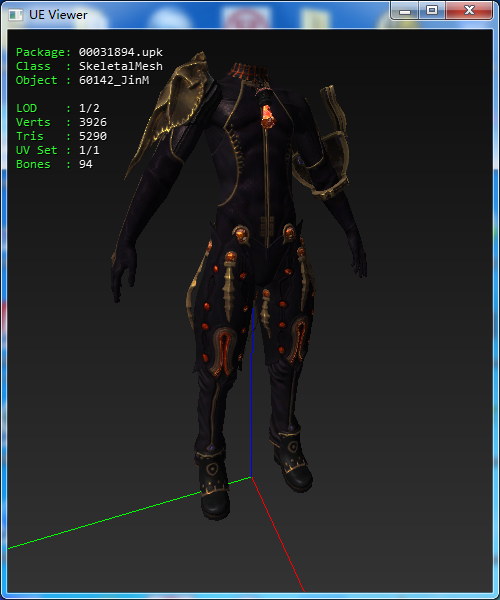 UE Viewer
Package: 00031894.upk
Class : SkeletalMesh
Object : 60142_JinM
LOD : 1/2
Verts : 3926
Tris : 5290
UV Set : 1/1
Bones : 94